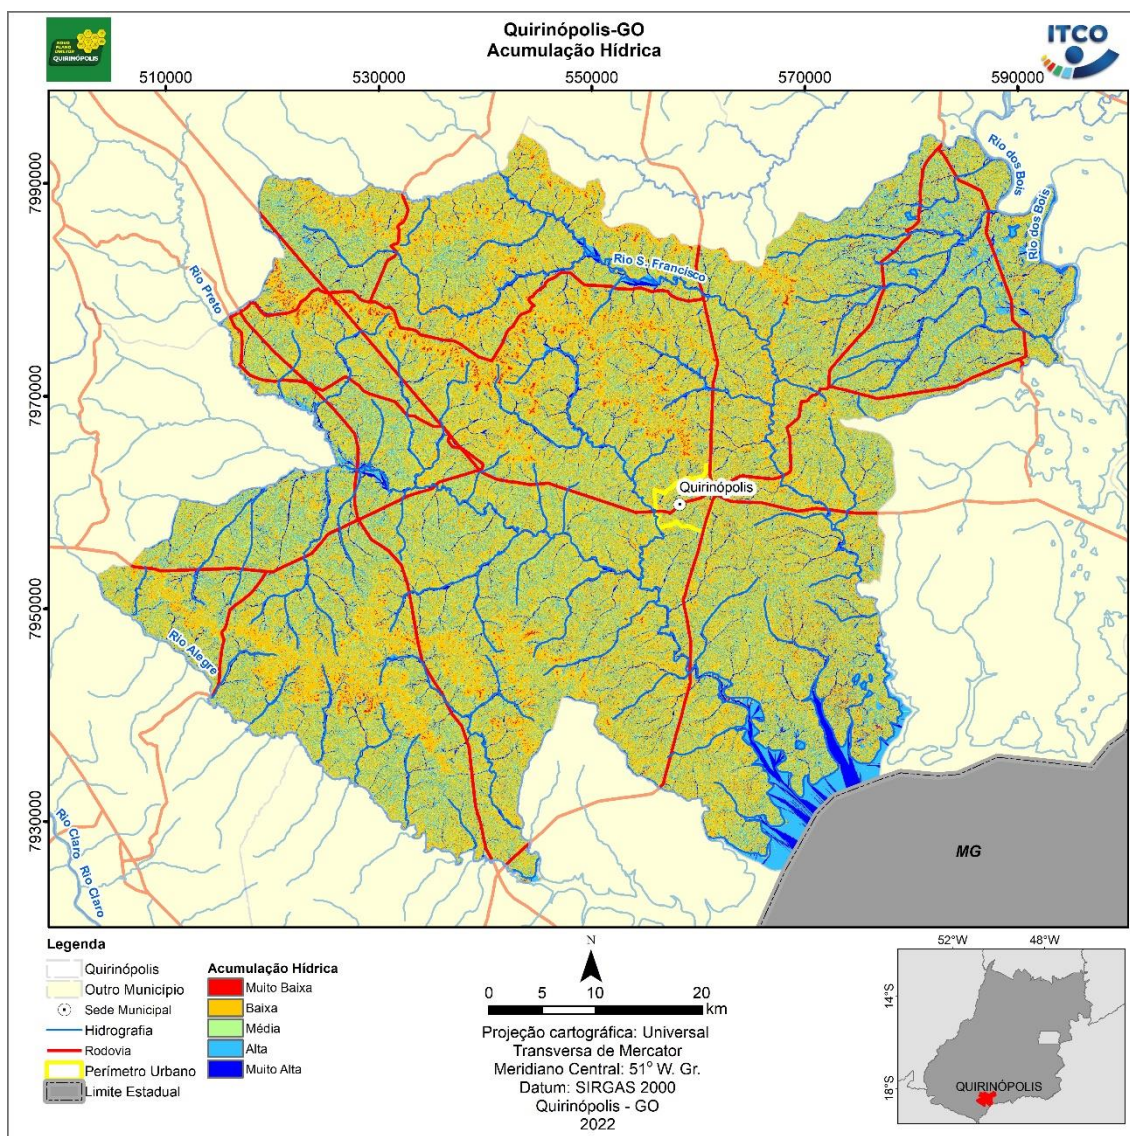 Quirinópolis-GO
Acumulação Hídrica
QUIRINÓPOLIS
ITCO
510000
530000
550000
570000
590000
7990000
7970000
7950000
7930000
Rio dos Bois
Rio dos Bois
Rio S. Francisco
Rio Preto
Quirinópolis
Rio Alegre
Rio Claro
Rio Claro
MG
Legenda
Quirinópolis
Outro Município
Sede Municipal
Hidrografia
Rodovia
Perímetro Urbano
Limite Estadual
Acumulação Hídrica
Muito Baixa
Baixa
Média
Alta
Muito Alta
N
0 5 10 20
km
Projeção cartográfica: Universal
Transversa de Mercator
Meridiano Central: 51° W. Gr.
Datum: SIRGAS 2000
Quirinópolis - GO
2022
52°W
48°W
14°S
18°S
QUIRINÓPOLIS